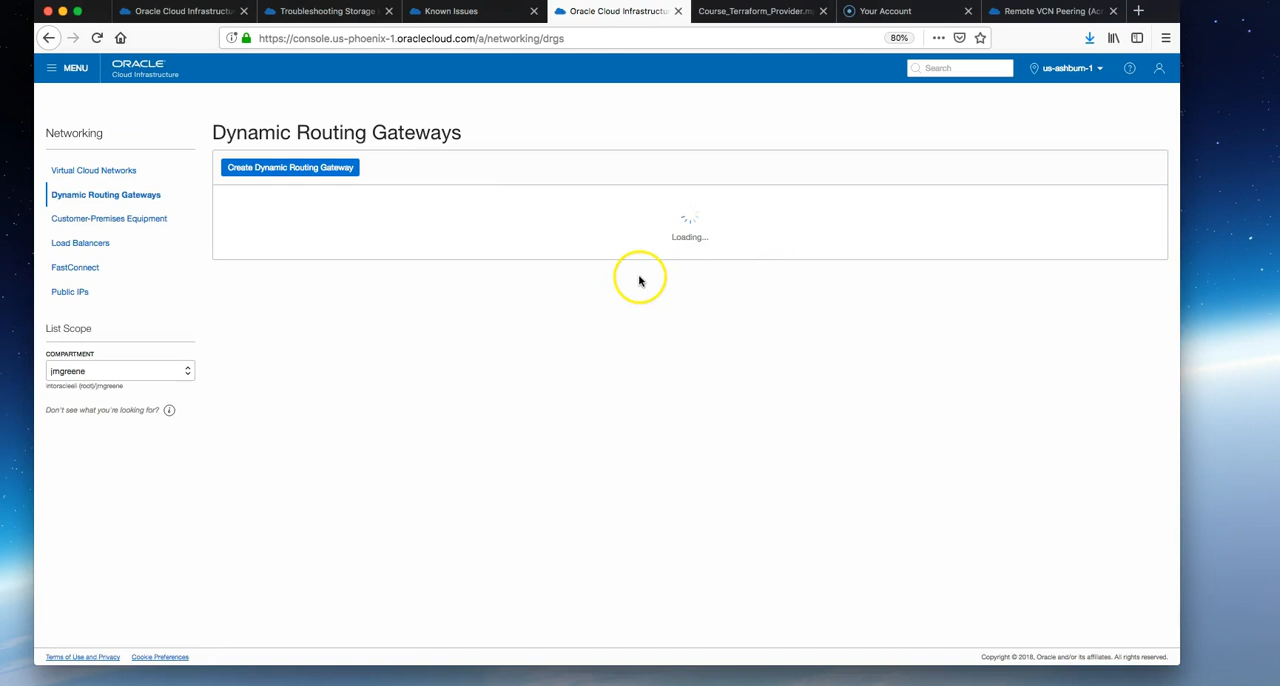 Oracle Cloud Infrastructu
Troubleshooting Storage
Known Issues
Oracle Cloud Infrastructu
Course_Terraform_Provider.m
Your Account
Remote VCN Peering (Acr
https://console.us-phoenix-1.oraclecloud.com/a/networking/drgs
80%
MENU
ORACLE
Cloud Infrastructure
Search
us-ashburn-1
Networking
Virtual Cloud Networks
Dynamic Routing Gateways
Customer-Premises Equipment
Load Balancers
FastConnect
Public IPs
List Scope
COMPARTMENT
jmgreene
intoraclel (root)/jmgreene
Don't see what you're looking for?
Dynamic Routing Gateways
Create Dynamic Routing Gateway
Loading...
Terms of Use and Privacy
Cookie Preferences
Copyright © 2018, Oracle and/or its affiliates. All rights reserved.